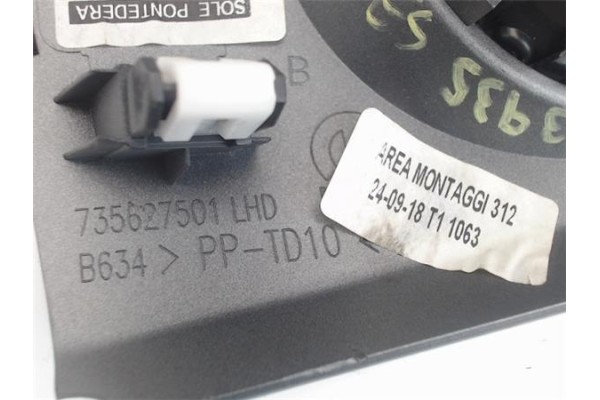 SOLE PONTEDERA
B
735627501 LHD
B634 > PP-TD10 <
AREA MONTAGGI 312
24-09-18 T1 1063